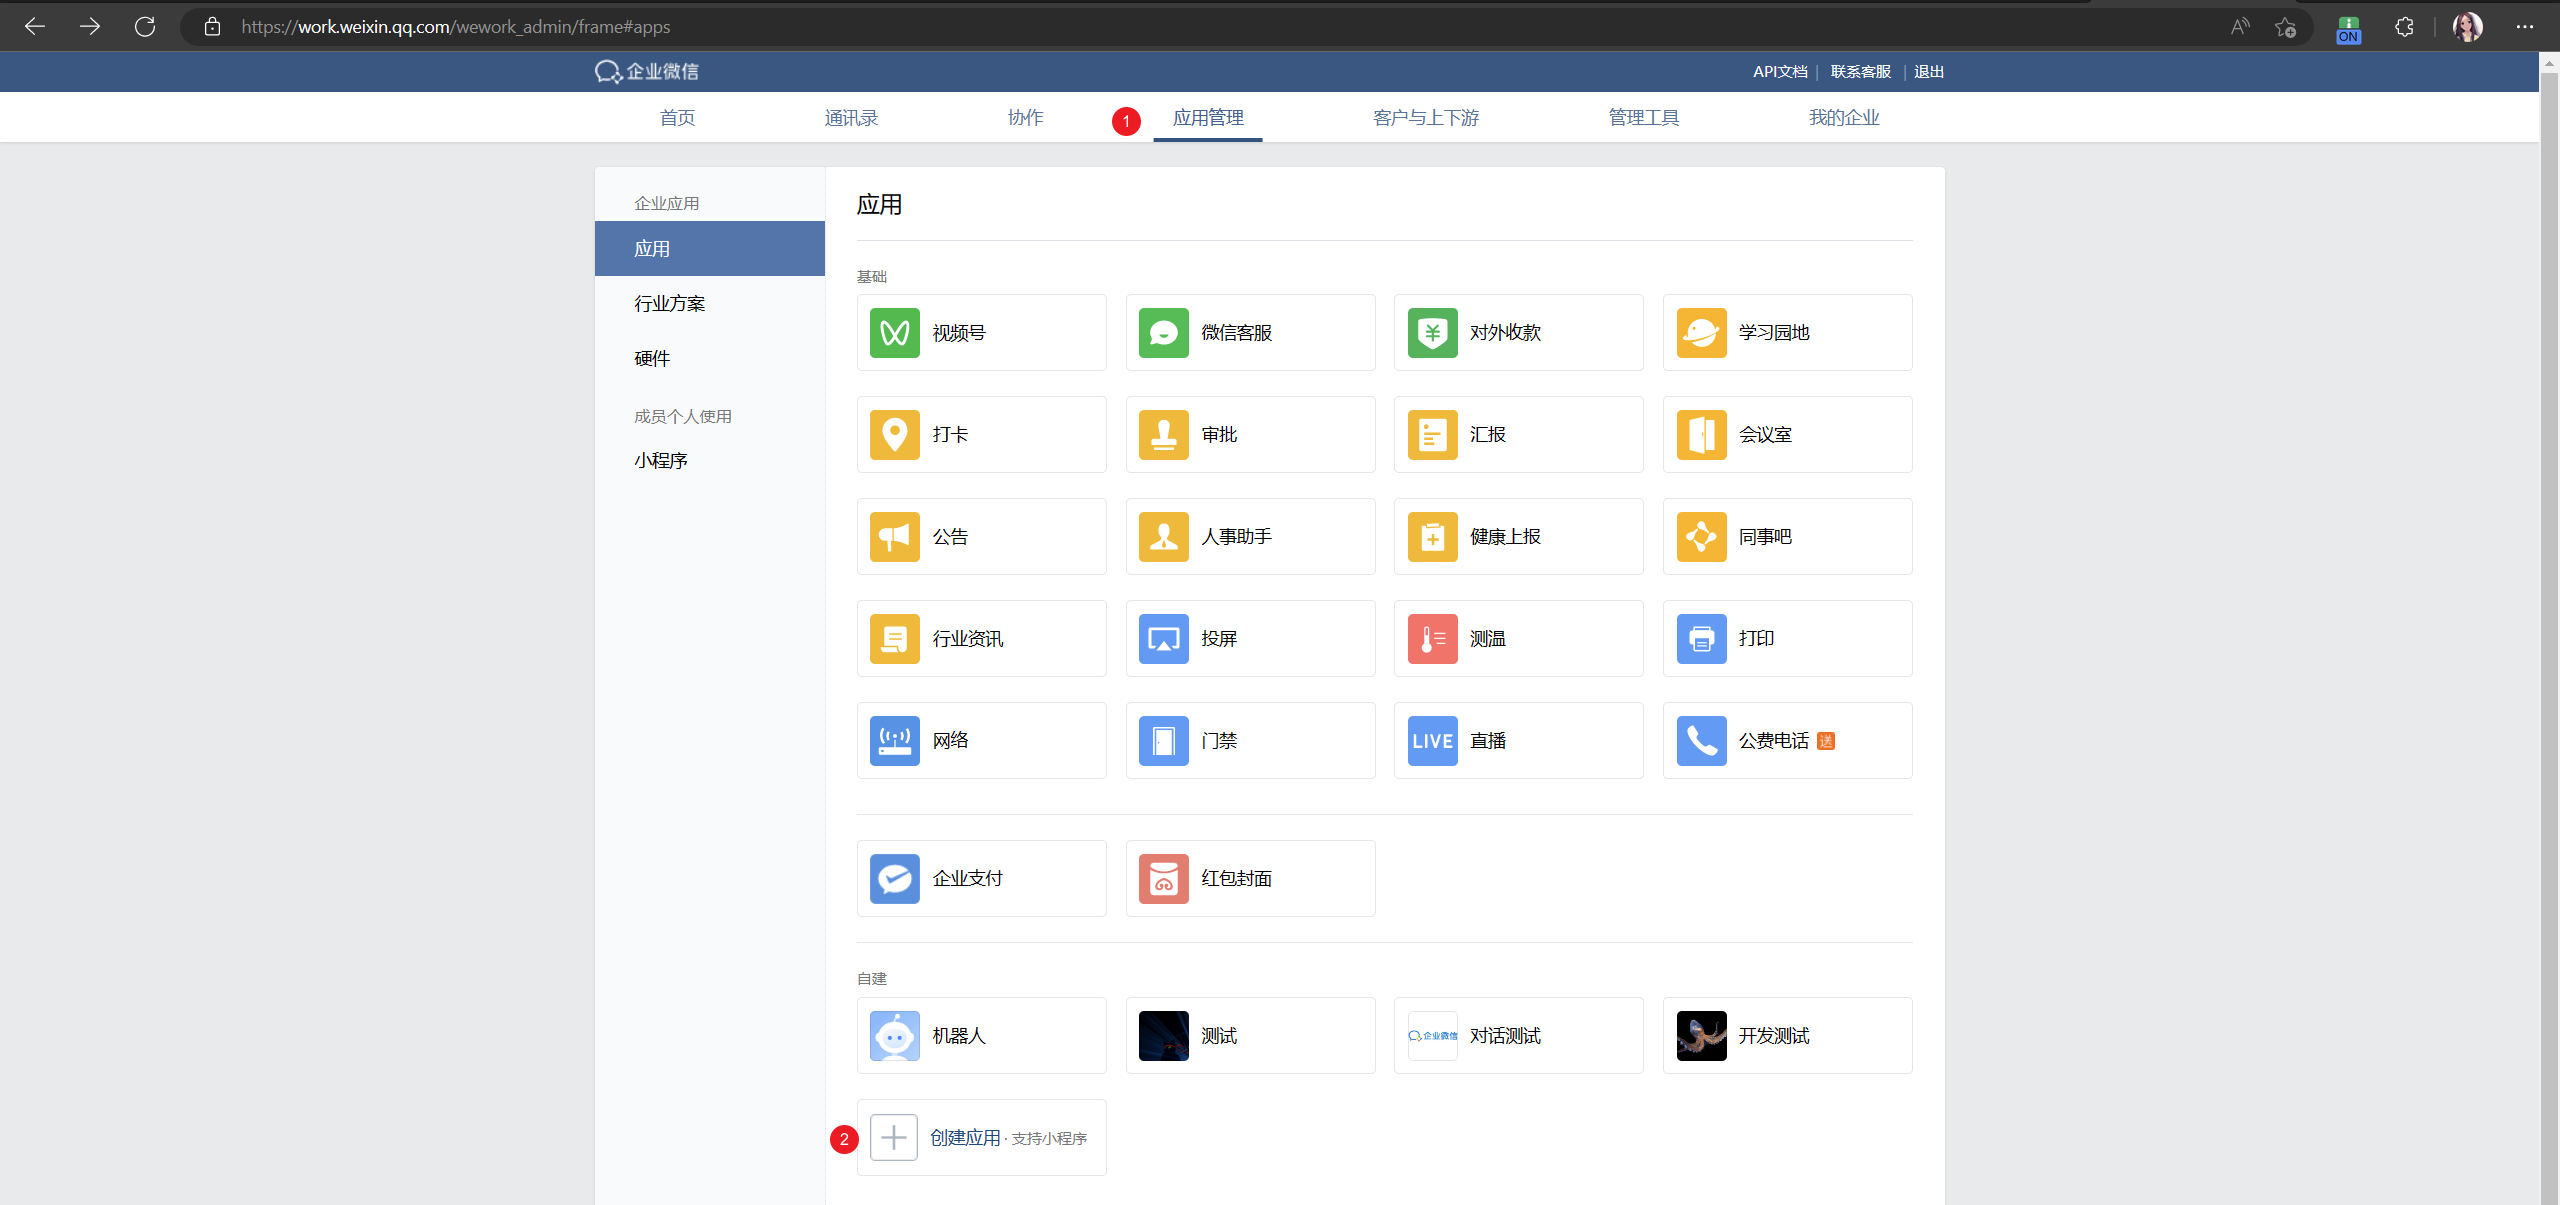 https://work.weixin.qq.com/wework_admin/frame#apps
ON
企业微信
API文档 | 联系客服 | 退出
首页 通讯录 协作 1 应用管理 客户与上下游 管理工具 我的企业
企业应用
应用
行业方案
硬件
成员个人使用
小程序
应用
基础
视频号 微信客服 对外收款 学习园地
打卡 审批 汇报 会议室
公告 人事助手 健康上报 同事吧
行业资讯 投屏 测温 打印
网络 门禁 LIVE 直播 公费电话 送
企业支付 红包封面
自建
机器人 测试 企业微信 对话测试 开发测试
2 创建应用 · 支持小程序